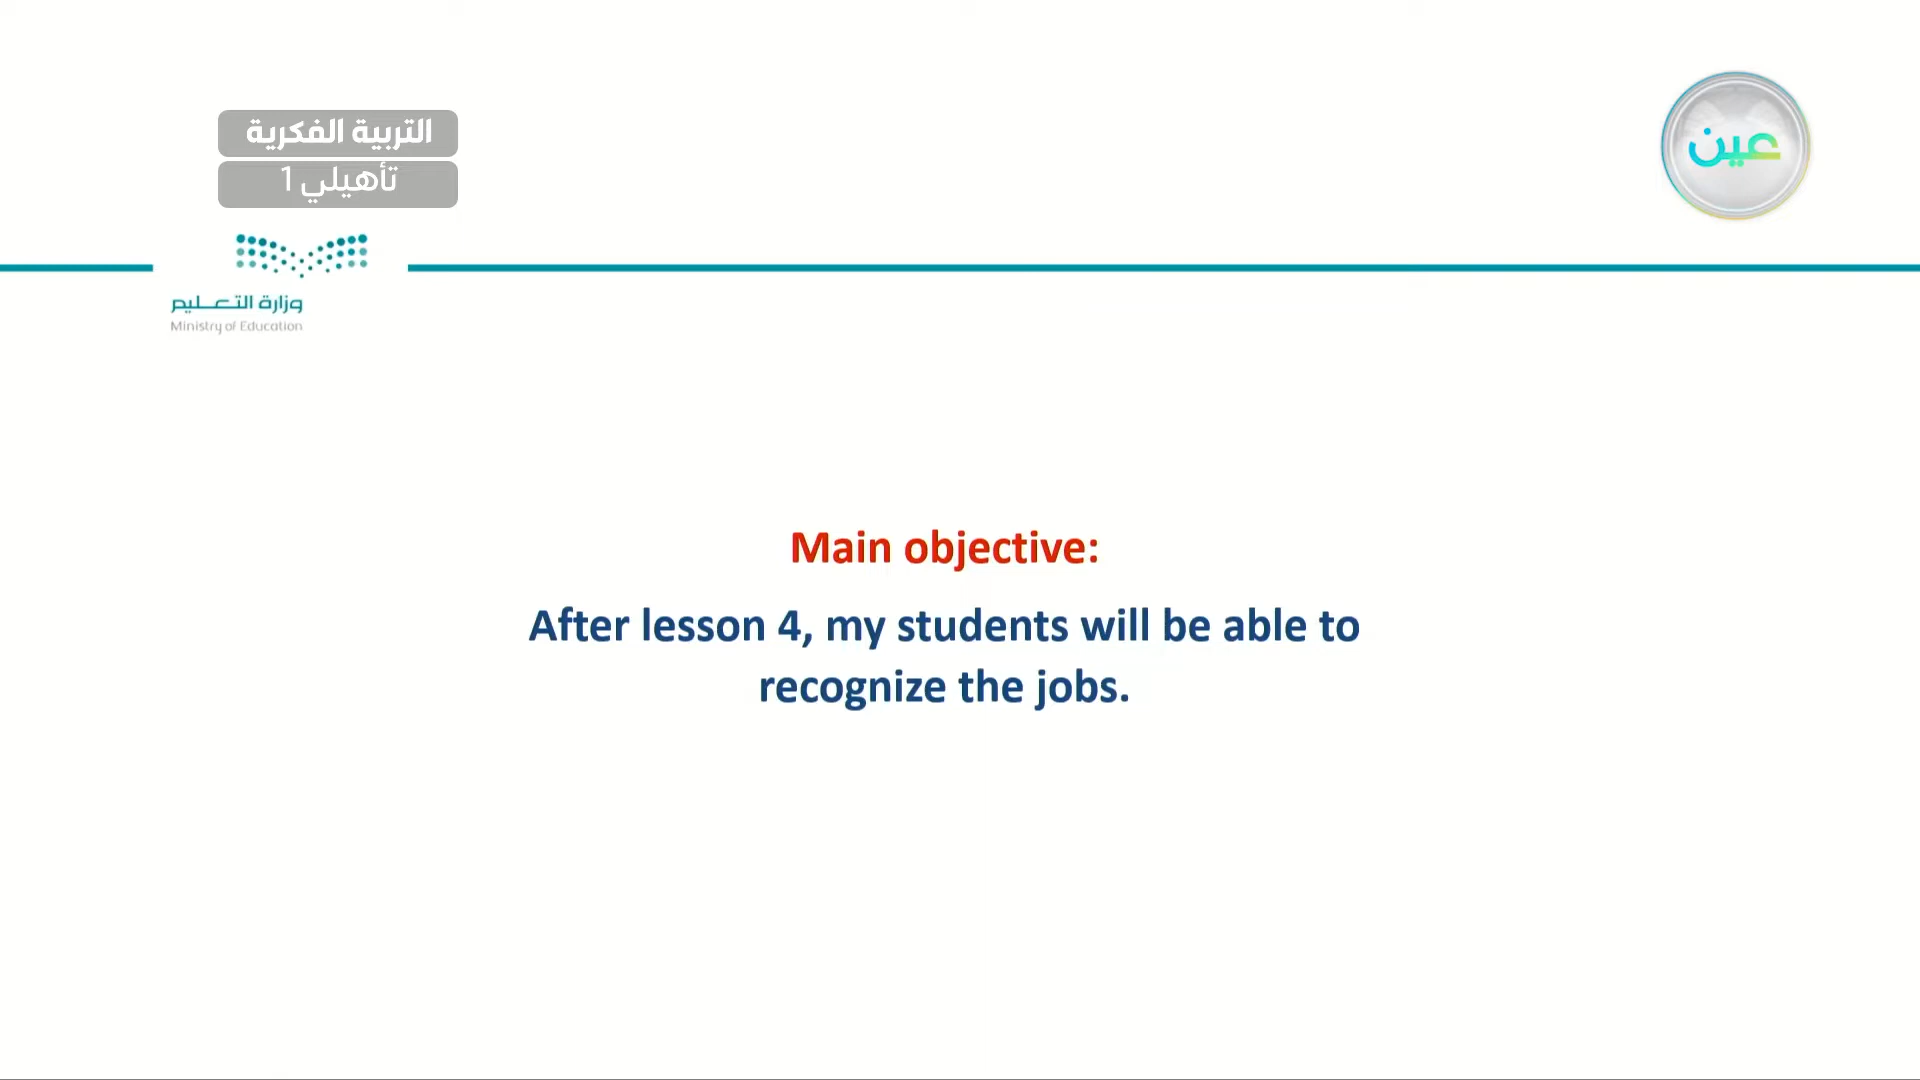 التربية الفكرية
تأهيلي 1
عين
وزارة التعليم
Ministry of Education
Main objective:
After lesson 4, my students will be able to
recognize the jobs.